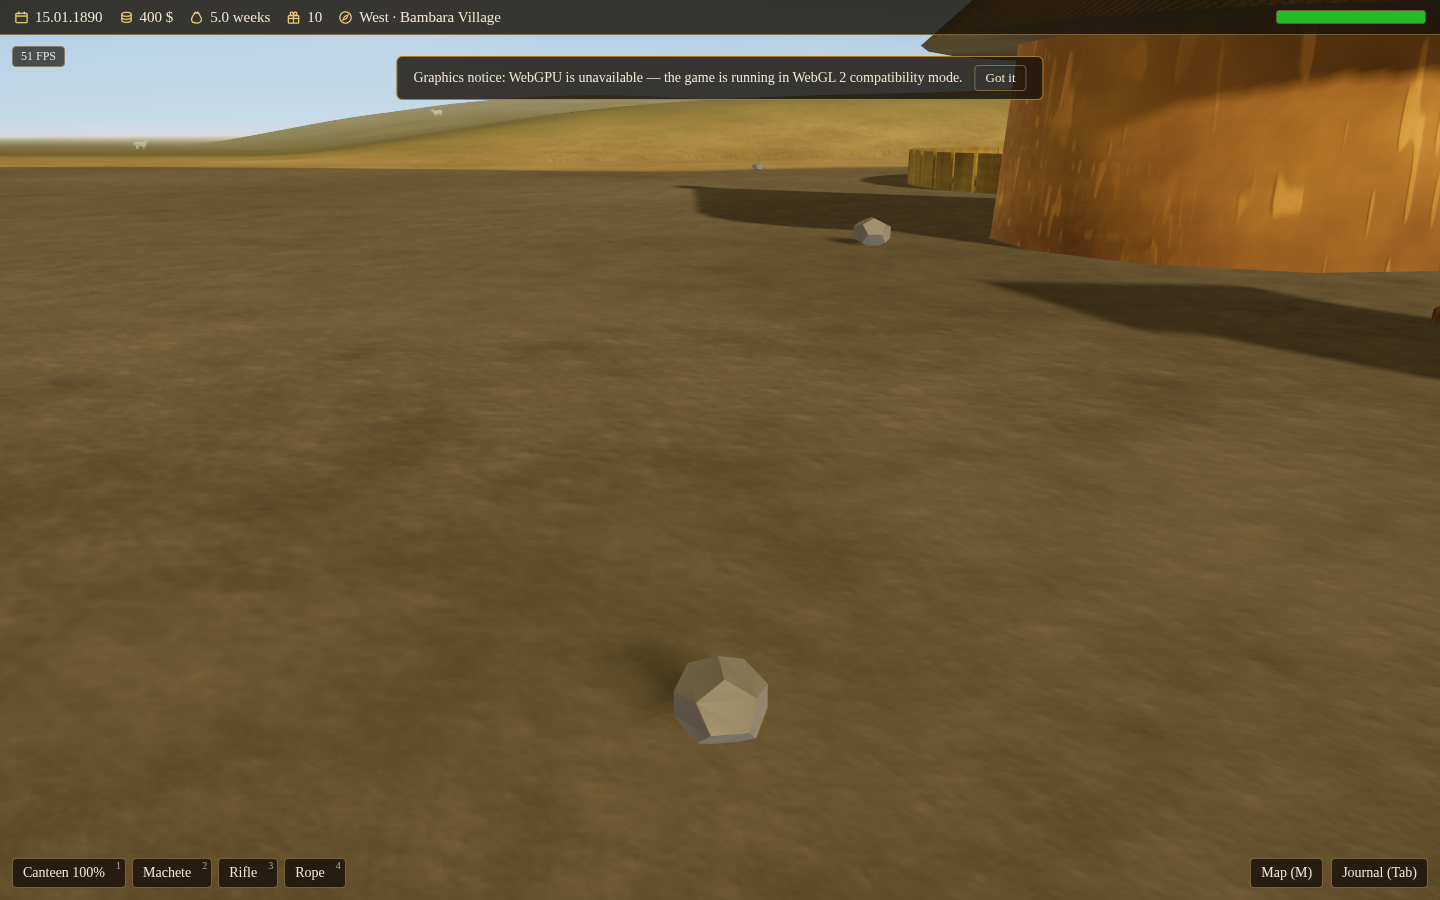 15.01.1890 400 $ 5.0 weeks 10 West · Bambara Village
51 FPS
Graphics notice: WebGPU is unavailable — the game is running in WebGL 2 compatibility mode. Got it
Canteen 100% 1 Machete 2 Rifle 3 Rope 4 Map (M) Journal (Tab)